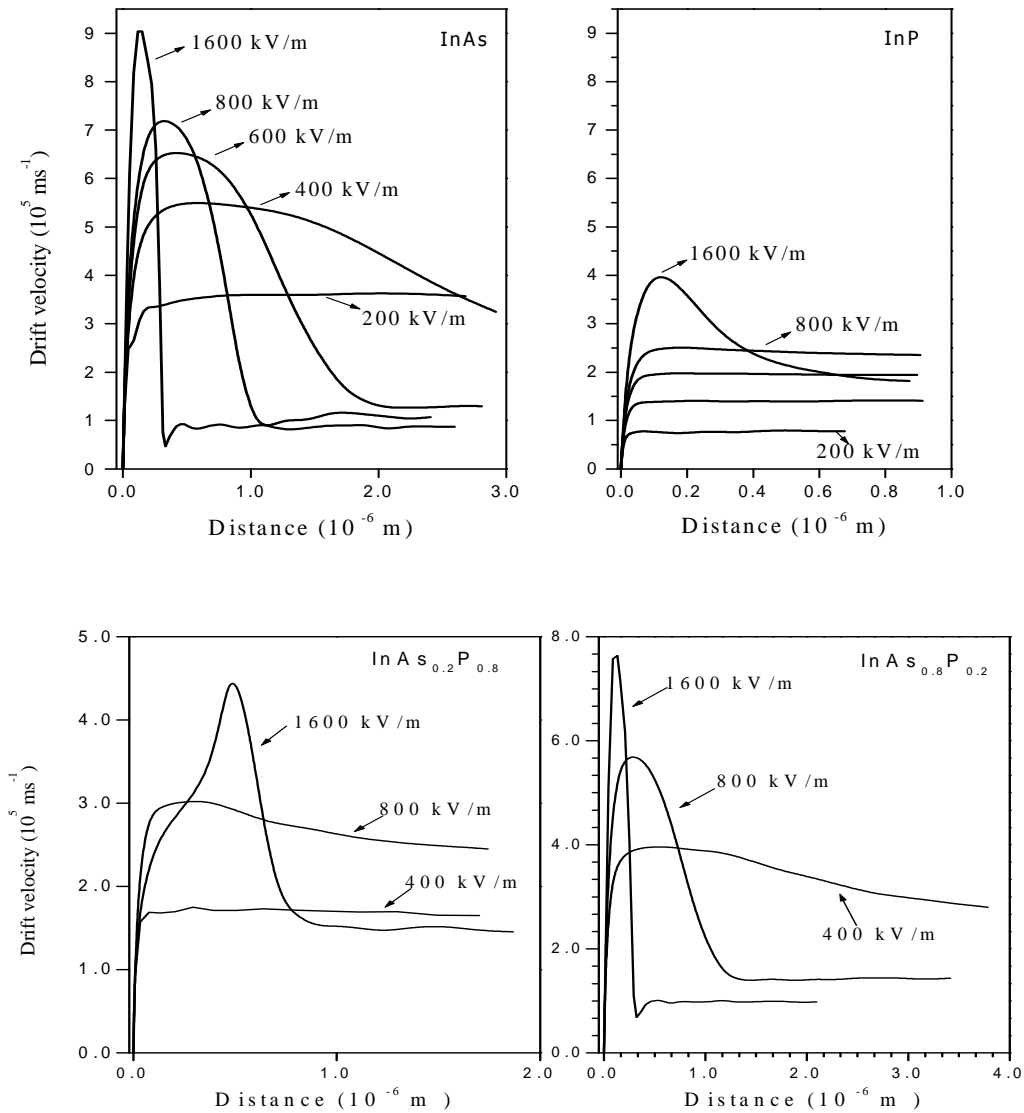 InAs
9
8
7
6
5
4
3
2
1
0
1600 kV/m
800 kV/m
600 kV/m
400 kV/m
200 kV/m
0.0 1.0 2.0 3.0
Distance (10⁻⁶ m)
Drift velocity (10⁵ ms⁻¹)
InP
9
8
7
6
5
4
3
2
1
0
1600 kV/m
800 kV/m
200 kV/m
0.0 0.2 0.4 0.6 0.8 1.0
Distance (10⁻⁶ m)
InAs₀.₂P₀.₈
5.0
4.0
3.0
2.0
1.0
0.0
1600 kV/m
800 kV/m
400 kV/m
0.0 1.0 2.0
Distance (10⁻⁶ m)
Drift velocity (10⁵ ms⁻¹)
InAs₀.₈P₀.₂
8.0
6.0
4.0
2.0
0.0
1600 kV/m
800 kV/m
400 kV/m
0.0 1.0 2.0 3.0 4.0
Distance (10⁻⁶ m)